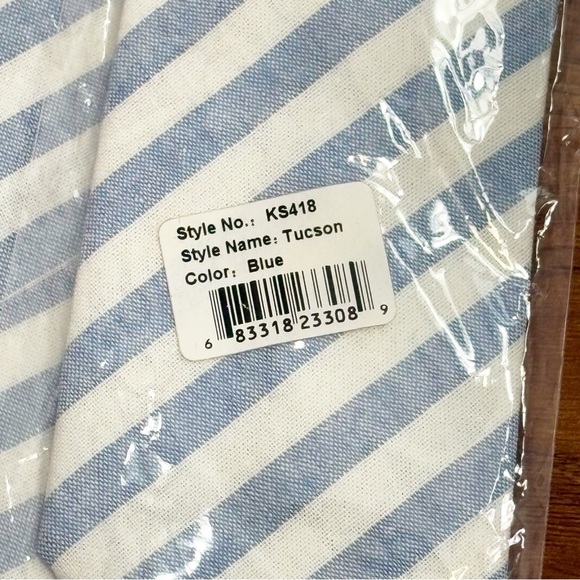 Style No.: KS418
Style Name: Tucson
Color: Blue
6 83318 23308 9